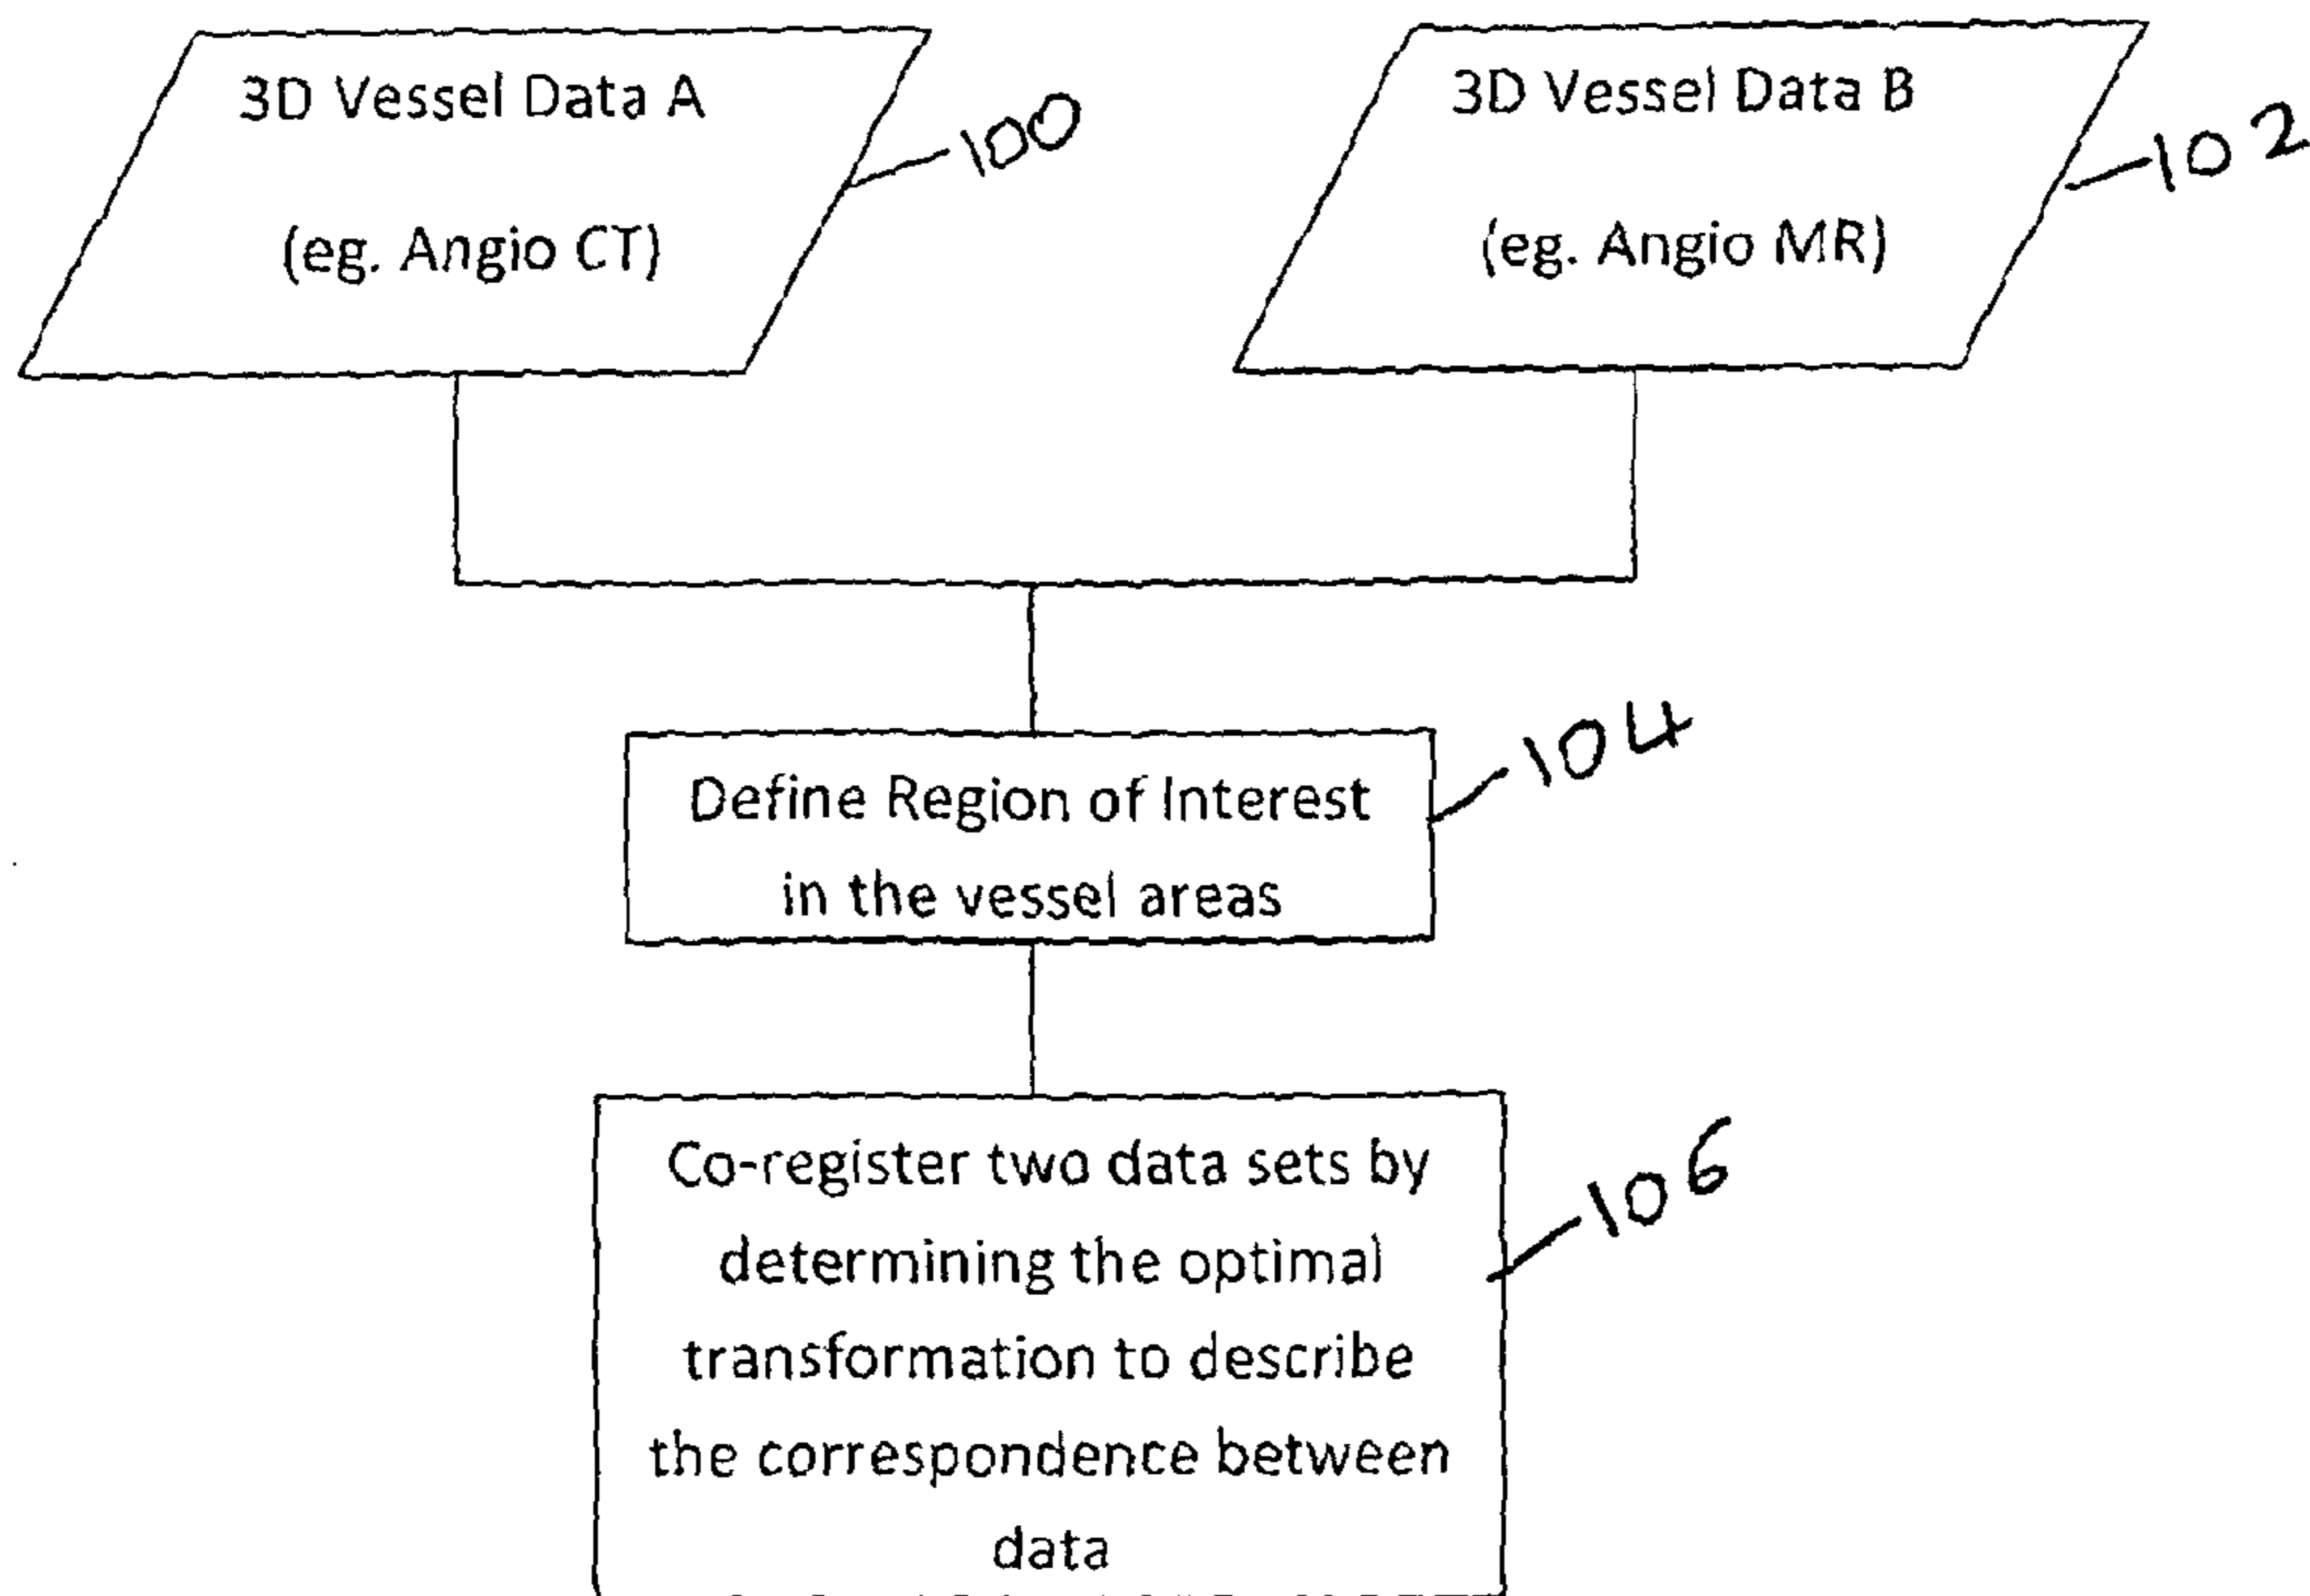 3D Vessel Data A
(eg. Angio CT)
100
3D Vessel Data B
(eg. Angio MR)
102
Define Region of Interest
in the vessel areas
104
Co-register two data sets by
determining the optimal
transformation to describe
the correspondence between
data
106